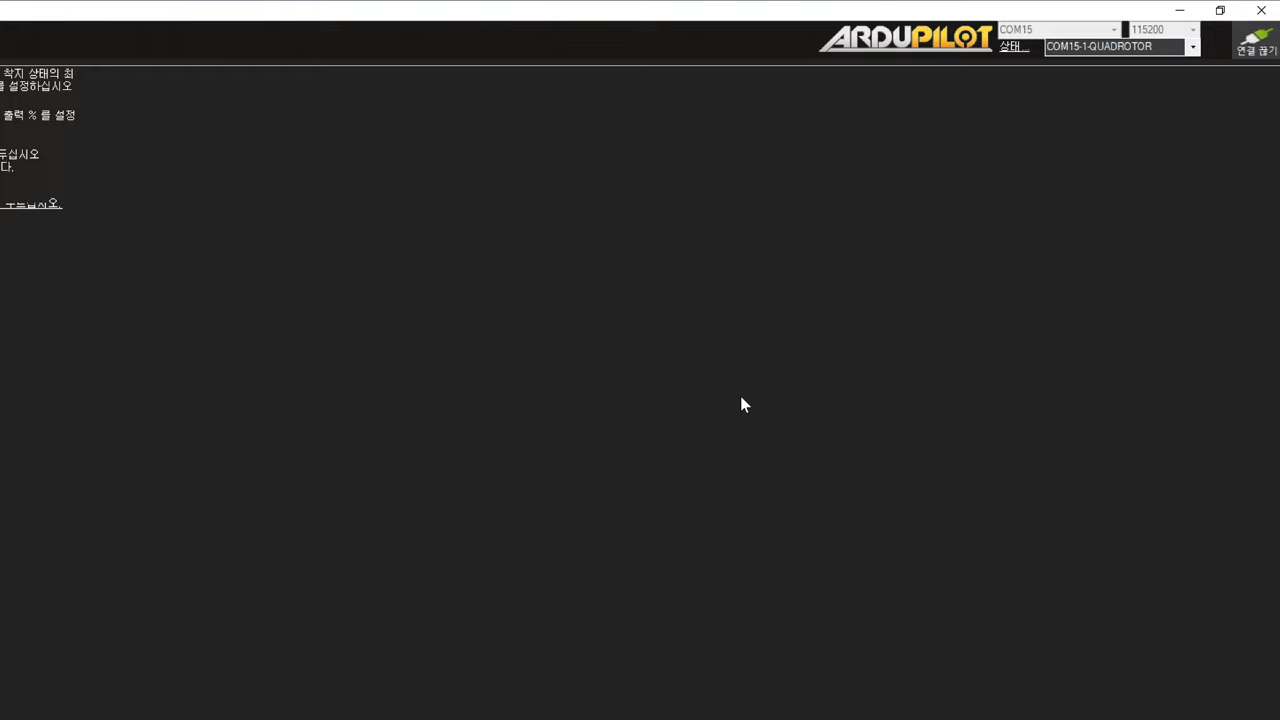 ARDUPILOT
COM15
115200
상태...
COM15-1-QUADROTOR
연결 끊기
착지 상태의 최
를 설정하십시오
출력 % 를 설정
두십시오
다.